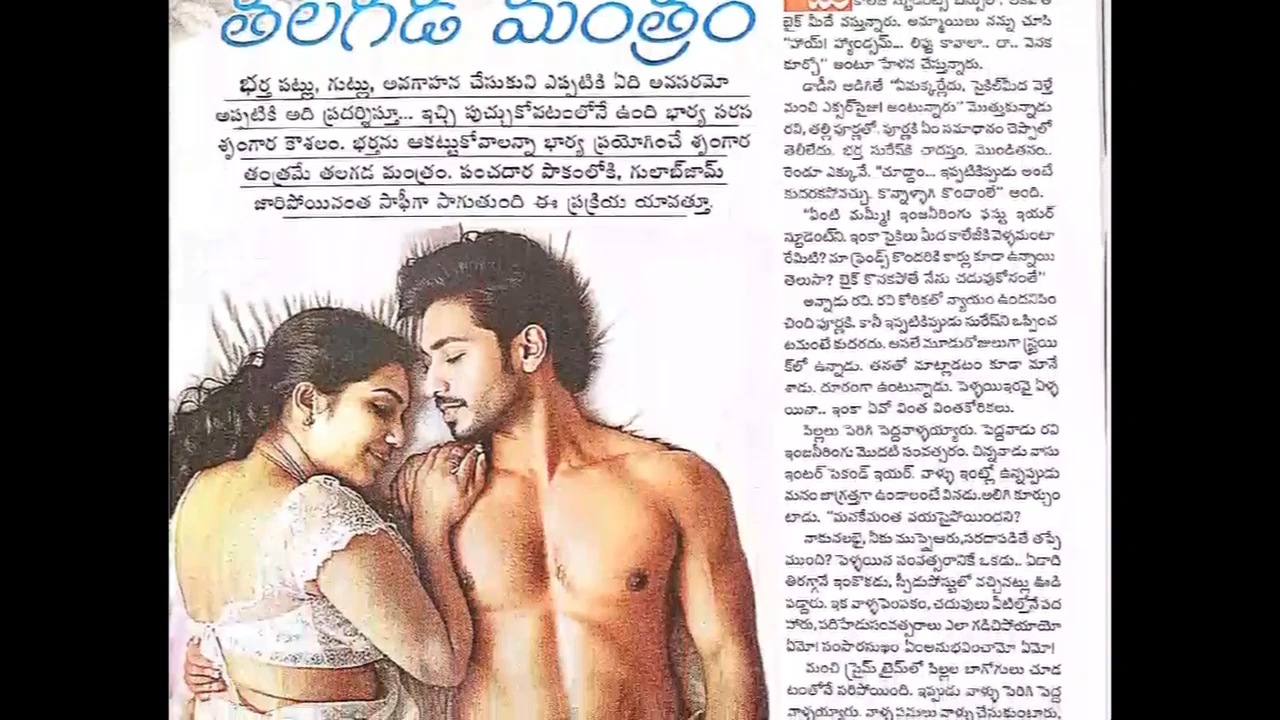 తలగడ మంత్రం
భర్త పట్లు, గుట్లు, అవగాహన చేసుకుని ఎప్పటికి ఏది అవసరమో
అప్పటికి అది ప్రదర్శిస్తూ... ఇచ్చి పుచ్చుకోవటంలోనే ఉంది భార్య సరస
శృంగార కౌశలం. భర్తను ఆకట్టుకోవాలన్నా భార్య ప్రయోగించే శృంగార
తంత్రమే తలగడ మంత్రం. పంచదార పాకంలోకి, గులాబ్‌జామ్
జారిపోయినంత సాఫీగా సాగుతుంది ఈ ప్రక్రియ యావత్తూ.
బైక్ మీదే వస్తున్నారు. అమ్మాయిలు నన్ను చూసి
"హాయ్! హ్యాండ్సమ్... లిఫ్టు కావాలా.. రా.. వెనక
కూర్చో" అంటూ హేళన చేస్తున్నారు.
డాడీని అడిగితే "ఏమక్కర్లేదు, సైకిల్‌మీద వెళ్తే
మంచి ఎక్సర్‌సైజు! అంటున్నారు" మొత్తుకున్నాడు
రవి, తల్లి పూర్ణతో. పూర్ణకి ఏం సమాధానం చెప్పాలో
తెలీలేదు. భర్త సురేష్‌కి చాదస్తం. మొండితనం..
రెండూ ఎక్కువే. "చూద్దాం... ఇప్పటికిప్పుడు అంటే
కుదరకపోవచ్చు. కొన్నాళ్ళాగి కొందాంలే" అంది.
"ఏంటి మమ్మీ! ఇంజనీరింగు ఫస్టు ఇయర్
స్టూడెంట్‌ని. ఇంకా సైకిలు మీద కాలేజీకి వెళ్ళమంటా
రేమిటి? మా ఫ్రెండ్స్ కొందరికి కార్లు కూడా ఉన్నాయి
తెలుసా? బైక్ కొనకపోతే నేను చదువుకోనంతే"
అన్నాడు రవి. రవి కోరికలో న్యాయం ఉందనిపిం
చింది పూర్ణకి. కానీ ఇప్పటికిప్పుడు సురేష్‌ని ఒప్పించ
టమంటే కుదరదు. అసలే మూడురోజులుగా స్ట్రయి
క్‌లో ఉన్నాడు. తనతో మాట్లాడటం కూడా మానే
శాడు. దూరంగా ఉంటున్నాడు. పెళ్ళయిఇరవై ఏళ్ళ
యినా.. ఇంకా ఏవో వింత వింతకోరికలు.
పిల్లలు పెరిగి పెద్దవాళ్ళయ్యారు. పెద్దవాడు రవి
ఇంజనీరింగు మొదటి సంవత్సరం. చిన్నవాడు వాసు
ఇంటర్ సెకండ్ ఇయర్. వాళ్ళు ఇంట్లో ఉన్నప్పుడు
మనం జాగ్రత్తగా ఉండాలంటే వినడు.అలిగి కూర్చుం
టాడు. "మనకేమంత వయసైపోయిందని?
నాకునలభై, నీకు ముప్పైఆరు,సరదాపడితే తప్పే
ముంది? పెళ్ళయిన సంవత్సరానికే ఒకడు.. ఏడాది
తిరగ్గానే ఇంకొకడు, స్పీడుపోస్టులో వచ్చినట్లు ఊడి
పడ్డారు. ఇక వాళ్ళపెంపకం, చదువులు వీటిల్తోనే పద
హారు,పదిహేడుసంవత్సరాలు ఎలా గడిచిపోయాయో
ఏమో! సంసారసుఖం ఏంఅనుభవించామో ఏమో!
మంచి ప్రైమ్ టైమ్‌లో పిల్లల బాగోగులు చూడ
టంతోనే సరిపోయింది. ఇప్పుడు వాళ్ళు పెరిగి పెద్ద
వాళ్ళయ్యారు. వాళ్ళ పనులు వాళ్ళు చేసుకుంటారు,